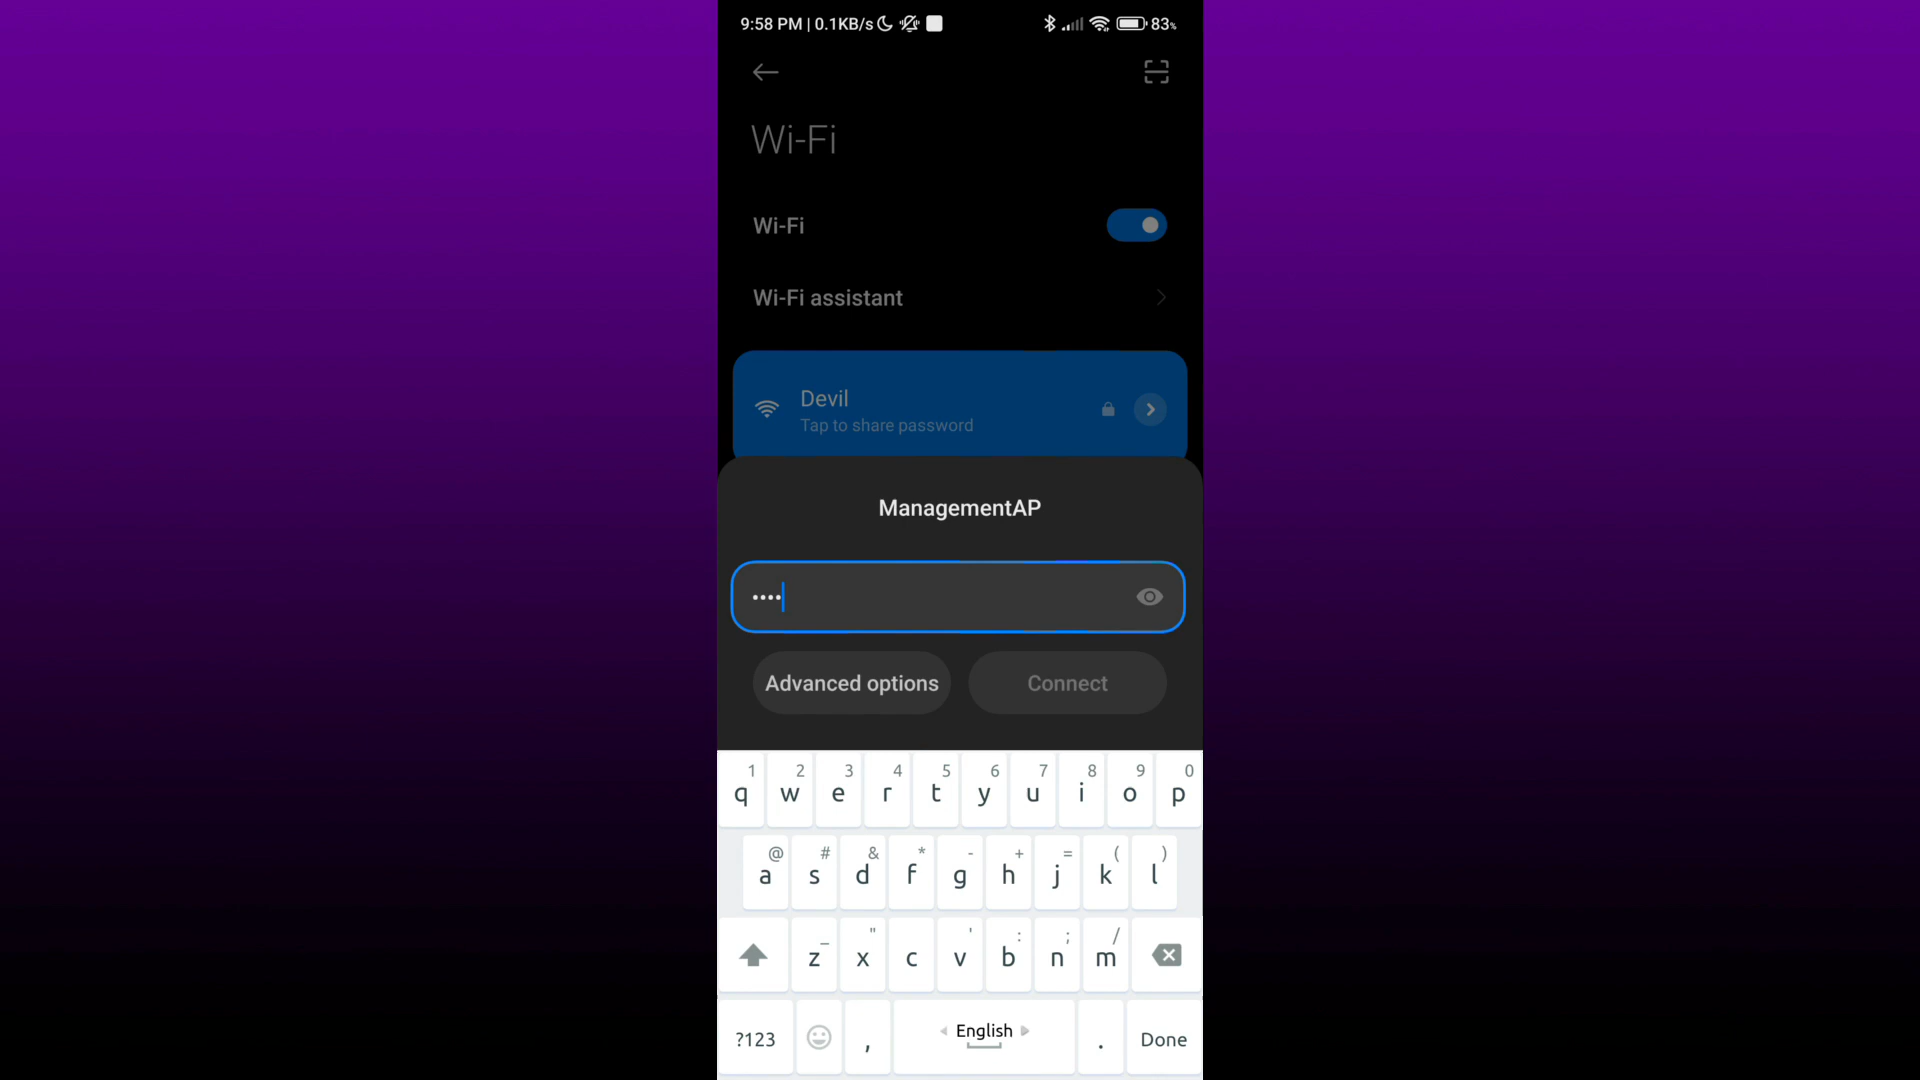 9:58 PM | 0.1KB/s 83%
Wi-Fi
Wi-Fi
Wi-Fi assistant
Devil
Tap to share password
ManagementAP
••••
Advanced options Connect
1 2 3 4 5 6 7 8 9 0
q w e r t y u i o p
@ # & * - + = ( )
a s d f g h j k l
_ " ' : ; /
z x c v b n m
?123 , English . Done